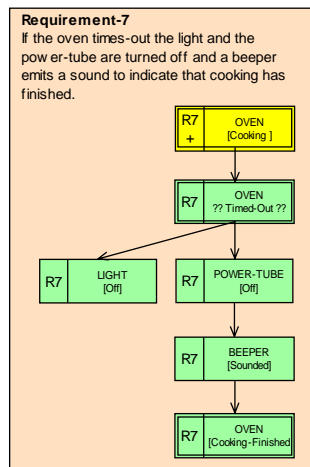 Requirement-7
If the oven times-out the light and the
power-tube are turned off and a beeper
emits a sound to indicate that cooking has
finished.
R7
+
OVEN
[Cooking ]
R7
OVEN
?? Timed-Out ??
R7
LIGHT
[Off]
R7
POWER-TUBE
[Off]
R7
BEEPER
[Sounded]
R7
OVEN
[Cooking-Finished